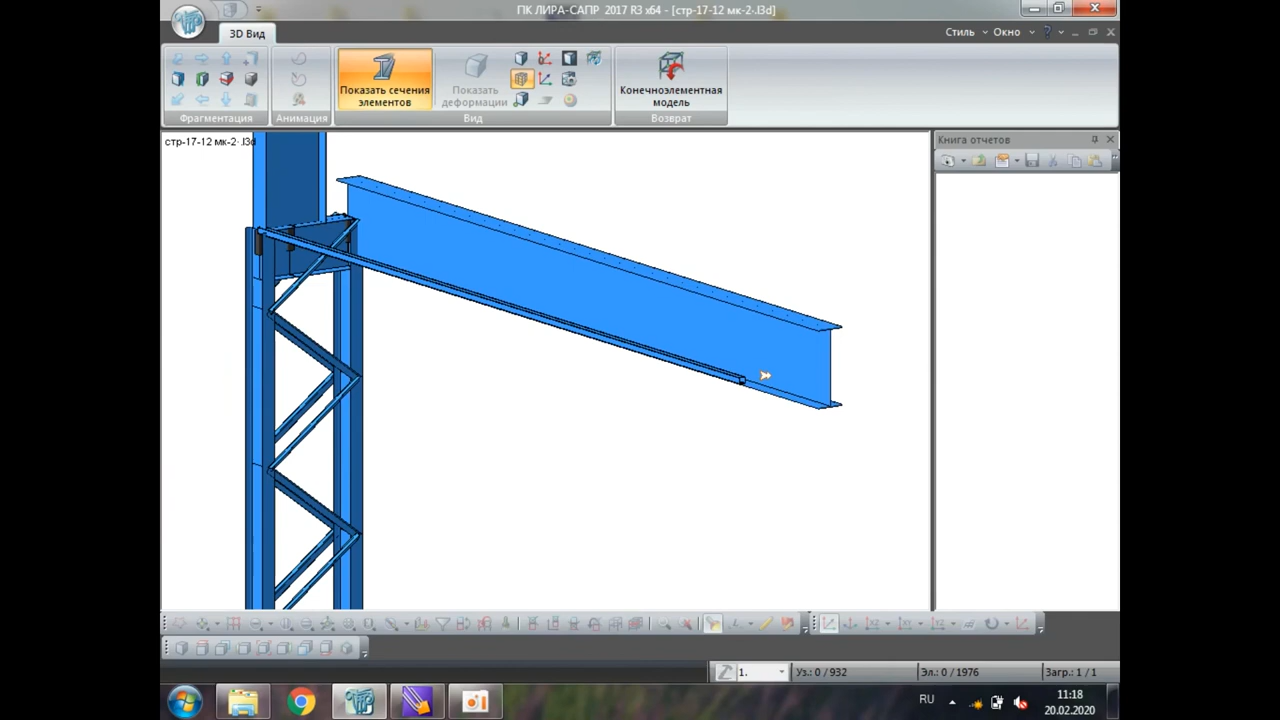 ПК ЛИРА-САПР 2017 R3 x64 - [стр-17-12 мк-2-.l3d]
3D Вид
Стиль
Окно
Показать сечения элементов
Показать деформации
Конечноэлементная модель
Фрагментация
Анимация
Вид
Возврат
стр-17-12 мк-2-.l3d
Книга отчетов
1.
Уз.: 0 / 932
Эл.: 0 / 1976
Загр.: 1 / 1
RU
11:18
20.02.2020